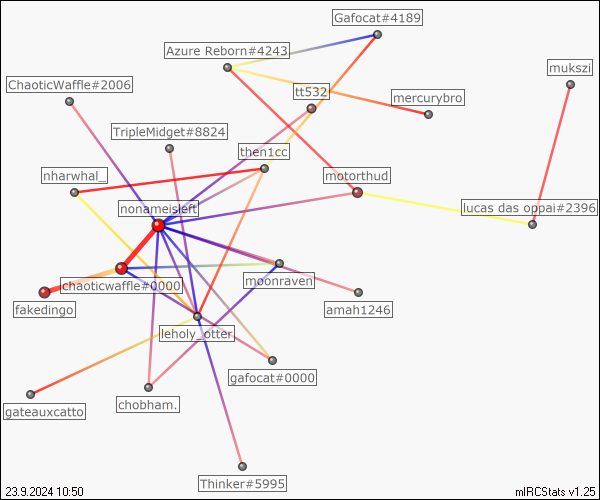 Gafocat#4189
Azure Reborn#4243
mukszi
ChaoticWaffle#2006
tt532
mercurybro
TripleMidget#8824
then1cc
nharwhal_
motorthud
nonameisleft
lucas das oppai#2396
chaoticwaffle#0000
moonraven
fakedingo
amah1246
leholy_otter
gafocat#0000
gateauxcatto
chobham.
Thinker#5995
23.9.2024 10:50
mIRCStats v1.25